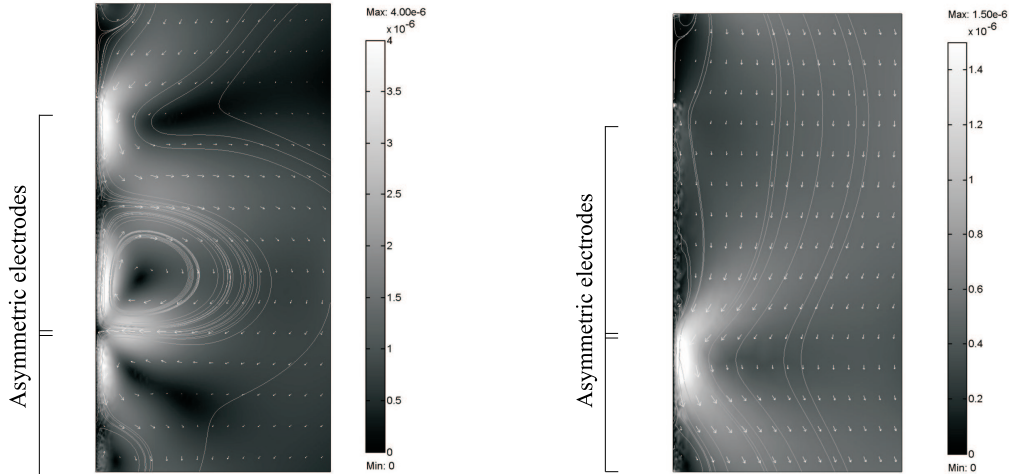 Asymmetric electrodes
Max: 4.00e-6
x 10⁻⁶
4
3.5
3
2.5
2
1.5
1
0.5
0
Min: 0
Asymmetric electrodes
Max: 1.50e-6
x 10⁻⁶
1.4
1.2
1
0.8
0.6
0.4
0.2
0
Min: 0